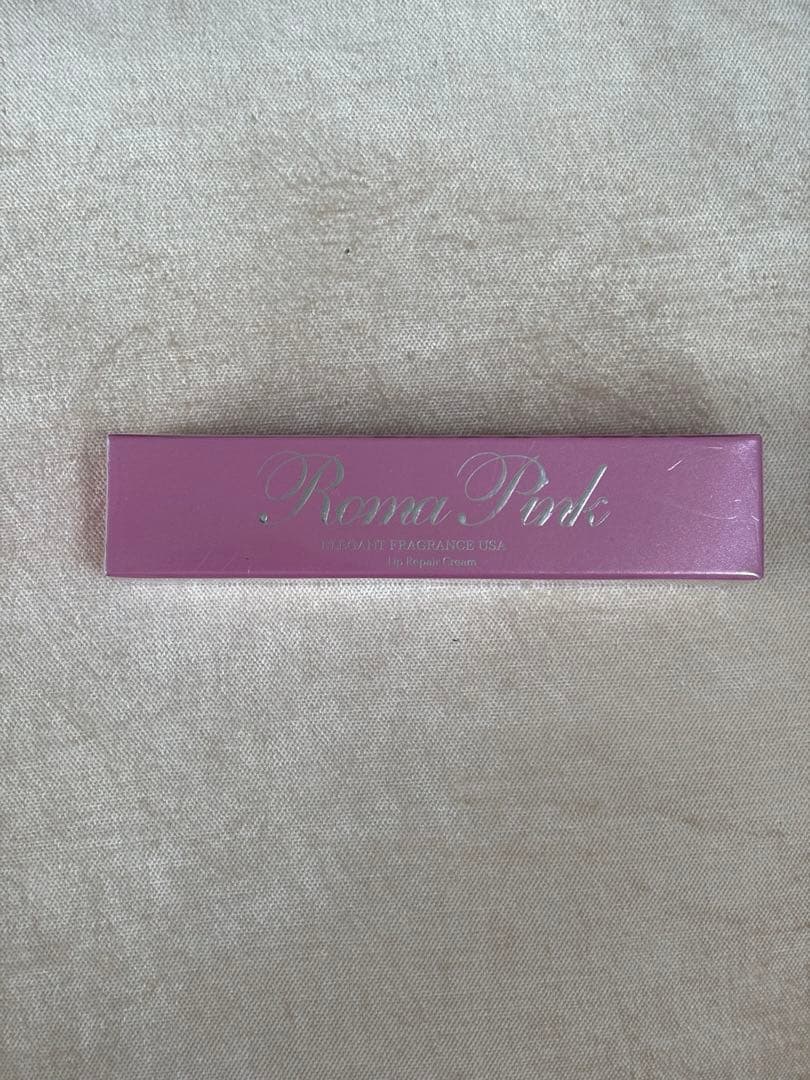 Roma Pink
ELEGANT FRAGRANCE USA
Lip Repair Cream